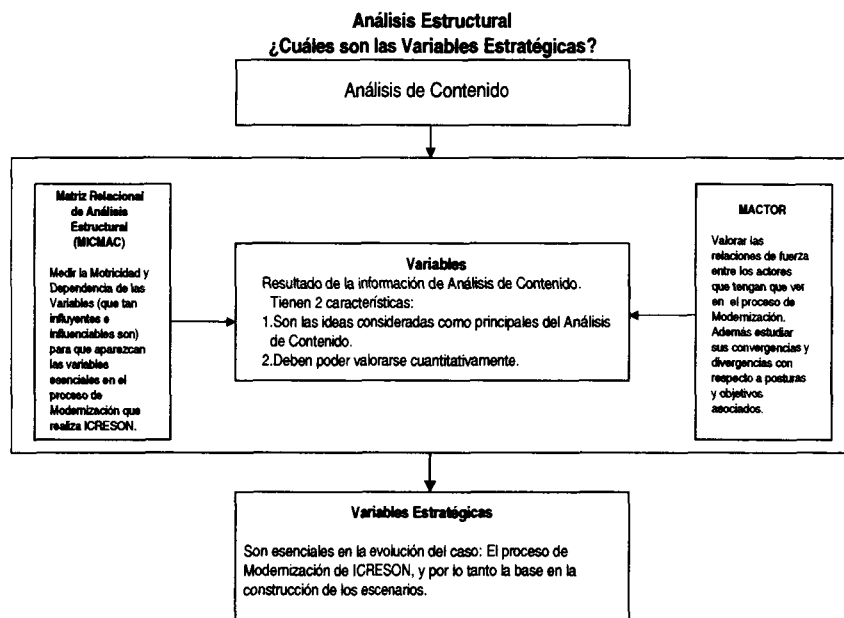 Análisis Estructural
¿Cuáles son las Variables Estratégicas?
Análisis de Contenido
Matriz Relacional
de Análisis
Estructural
(MICMAC)
Medir la Motricidad y
Dependencia de las
Variables (que tan
influyentes e
influenciables son)
para que aparezcan
las variables
esenciales en el
proceso de
Modernización que
realiza ICRESON.
Variables
Resultado de la información de Análisis de Contenido.
Tienen 2 características:
1.Son las ideas consideradas como principales del Análisis
de Contenido.
2.Deben poder valorarse cuantitativamente.
MACTOR
Valorar las
relaciones de fuerza
entre los actores
que tengan que ver
en el proceso de
Modernización.
Además estudiar
sus convergencias y
divergencias con
respecto a posturas
y objetivos
asociados.
Variables Estratégicas
Son esenciales en la evolución del caso: El proceso de
Modernización de ICRESON, y por lo tanto la base en la
construcción de los escenarios.